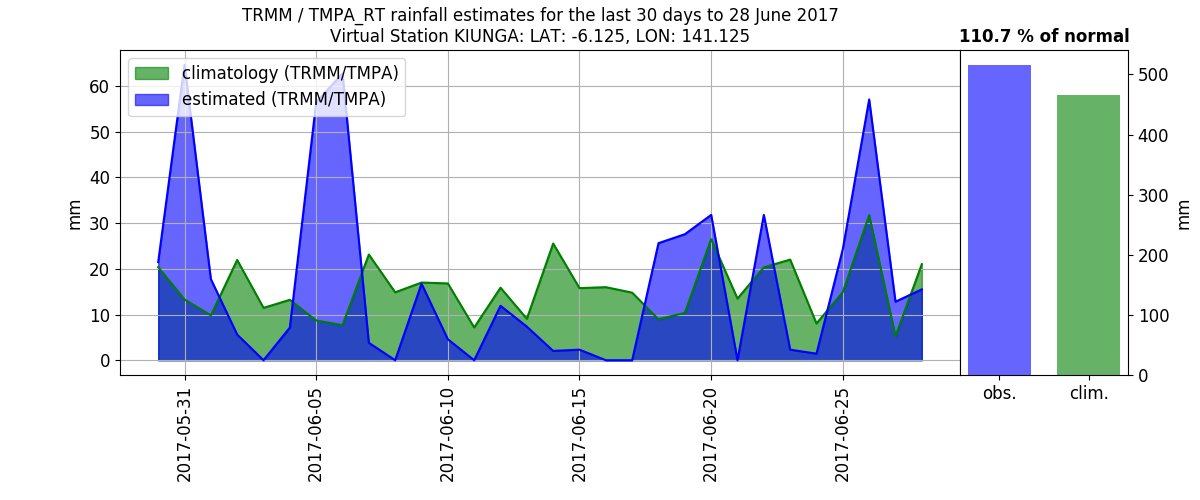 TRMM / TMPA_RT rainfall estimates for the last 30 days to 28 June 2017
Virtual Station KIUNGA: LAT: -6.125, LON: 141.125
110.7 % of normal
climatology (TRMM/TMPA)
estimated (TRMM/TMPA)
60
50
40
30
20
10
0
mm
2017-05-31
2017-06-05
2017-06-10
2017-06-15
2017-06-20
2017-06-25
500
400
300
200
100
0
mm
obs.
clim.